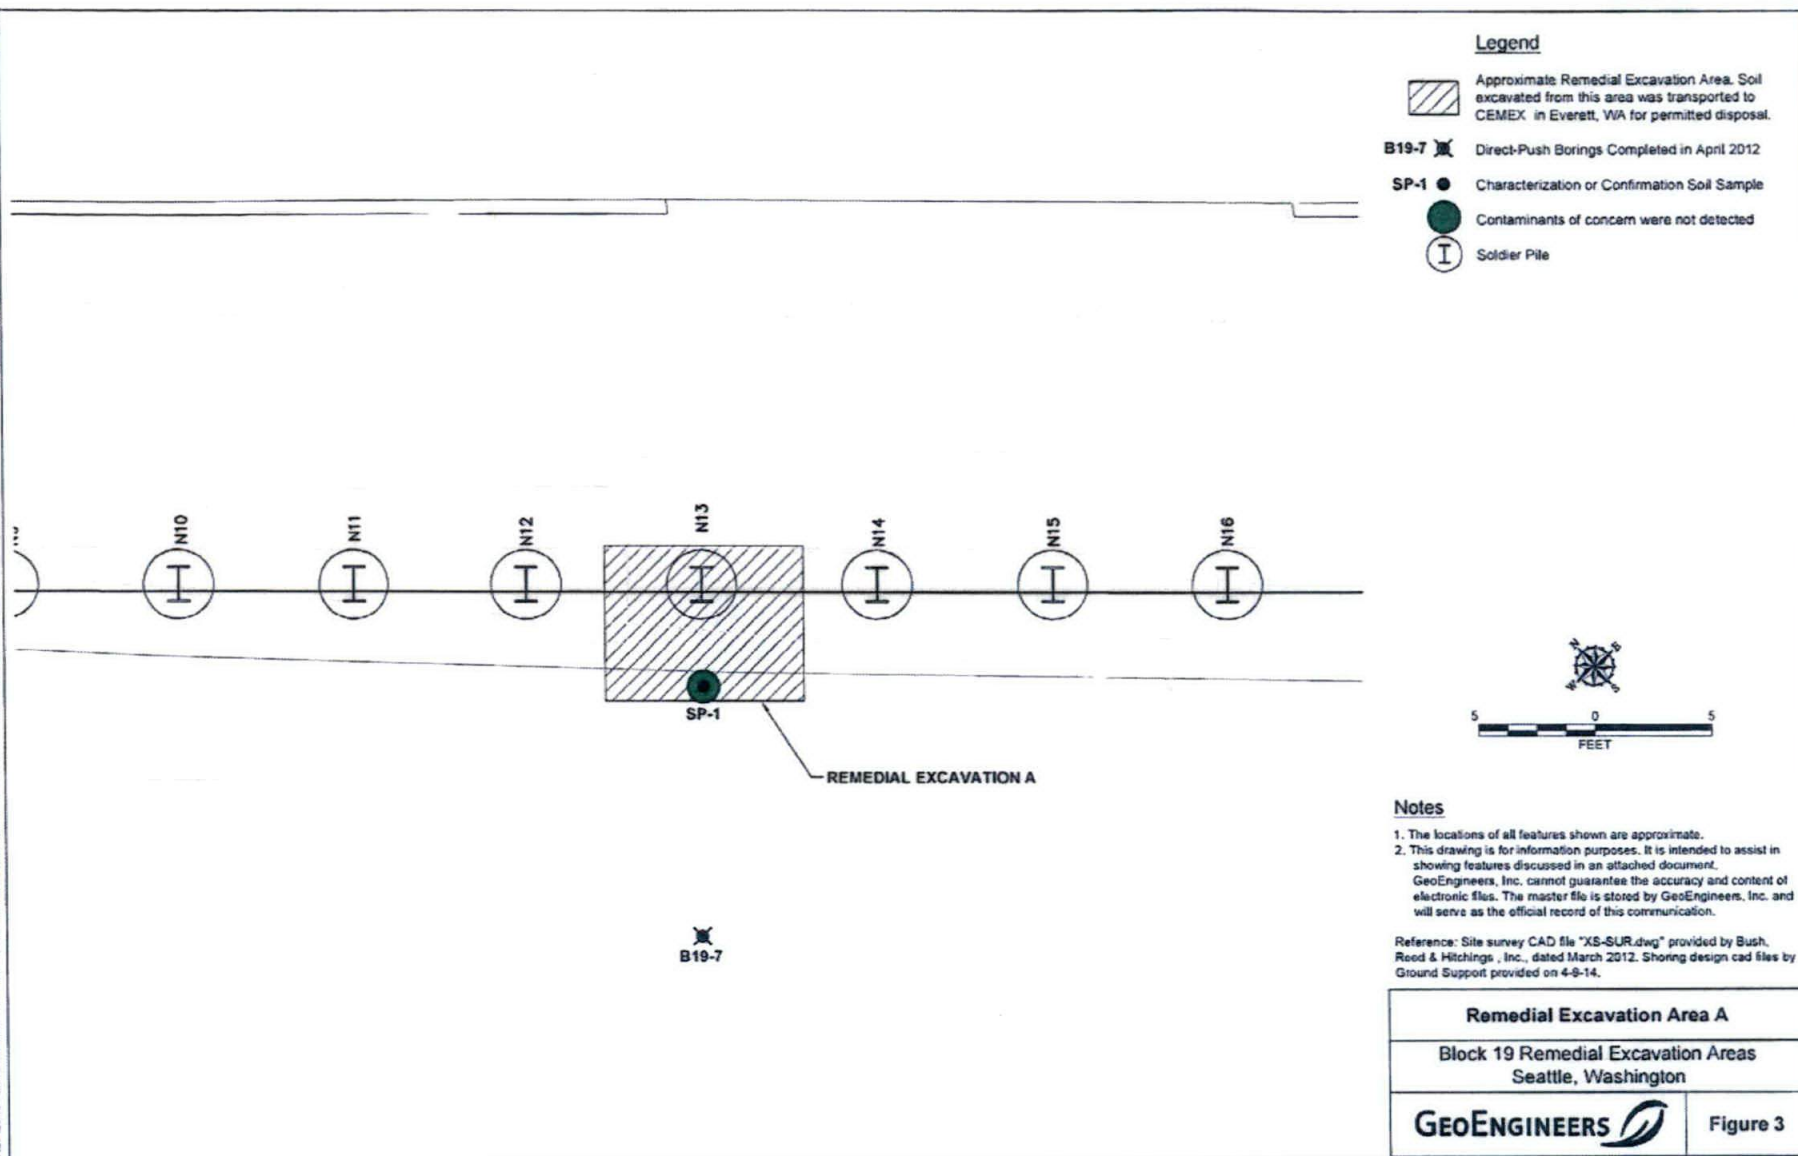 Legend
Approximate Remedial Excavation Area. Soil
excavated from this area was transported to
CEMEX in Everett, WA for permitted disposal.
B19-7 Direct-Push Borings Completed in April 2012
SP-1 Characterization or Confirmation Soil Sample
Contaminants of concern were not detected
Soldier Pile
N10
N11
N12
N13
N14
N15
N16
SP-1
REMEDIAL EXCAVATION A
B19-7
N
E
W
S
5 0 5
FEET
Notes
1. The locations of all features shown are approximate.
2. This drawing is for information purposes. It is intended to assist in
showing features discussed in an attached document.
GeoEngineers, Inc. cannot guarantee the accuracy and content of
electronic files. The master file is stored by GeoEngineers, Inc. and
will serve as the official record of this communication.
Reference: Site survey CAD file "XS-SUR.dwg" provided by Bush,
Roed & Hitchings , Inc., dated March 2012. Shoring design cad files by
Ground Support provided on 4-9-14.
Remedial Excavation Area A
Block 19 Remedial Excavation Areas
Seattle, Washington
GEOENGINEERS
Figure 3